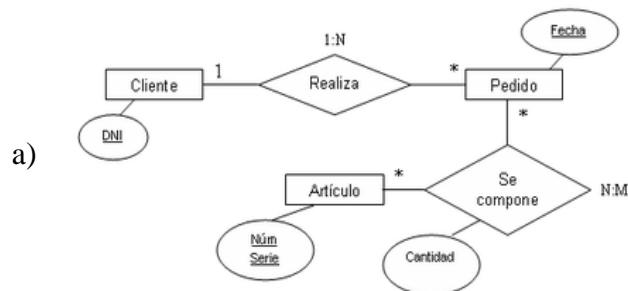 1:N
Fecha
Cliente
1
Realiza
*
Pedido
DNI
*
a)
Artículo
*
Se
compone
N:M
Núm
Serie
Cantidad